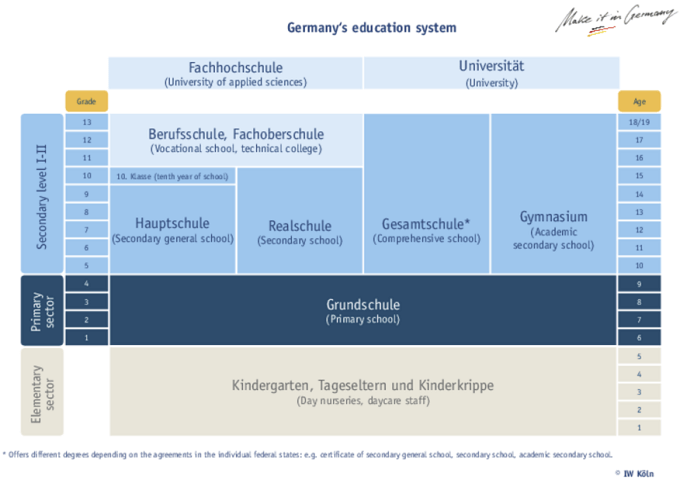 Make it in Germany
Germany's education system
Fachhochschule
(University of applied sciences)
Universität
(University)
Grade
Age
Secondary level I-II
13
12
11
10
9
8
7
6
5
Berufsschule, Fachoberschule
(Vocational school, technical college)
10. Klasse (tenth year of school)
Hauptschule
(Secondary general school)
Realschule
(Secondary school)
Gesamtschule*
(Comprehensive school)
Gymnasium
(Academic
secondary school)
18/19
17
16
15
14
13
12
11
10
Primary
sector
4
3
2
1
Grundschule
(Primary school)
9
8
7
6
Elementary
sector
Kindergarten, Tageseltern und Kinderkrippe
(Day nurseries, daycare staff)
5
4
3
2
1
* Offers different degrees depending on the agreements in the individual federal states: e.g. certificate of secondary general school, secondary school, academic secondary school.
© IW Köln